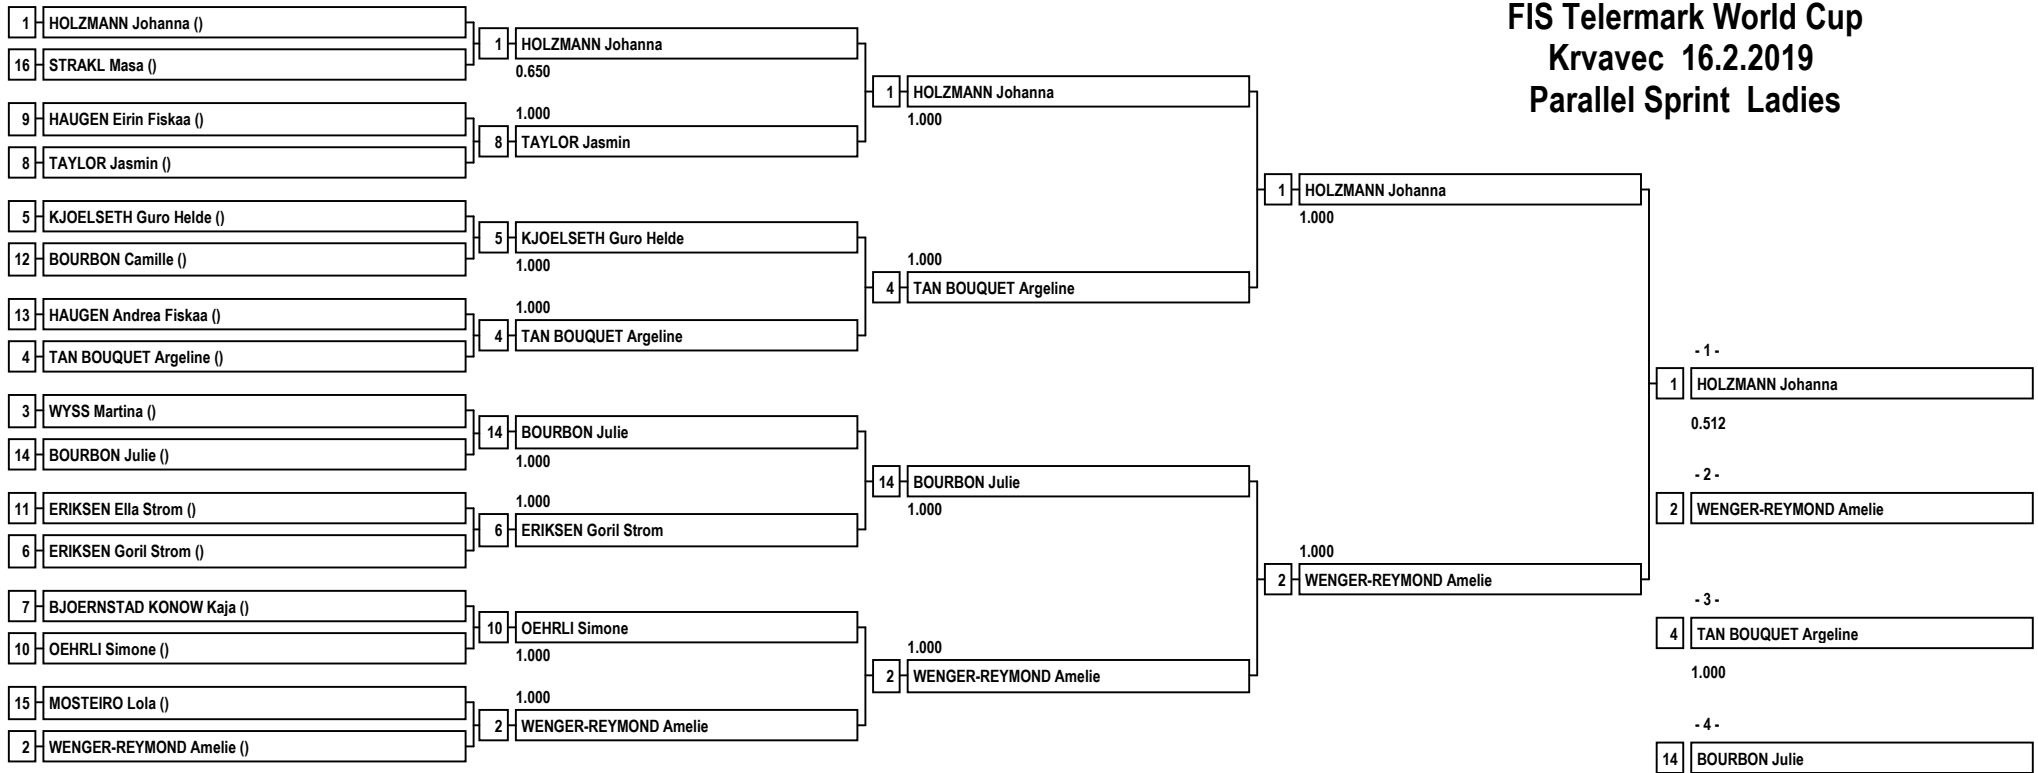 FIS Telermark World Cup
Krvavec 16.2.2019
Parallel Sprint Ladies
1 HOLZMANN Johanna ()
16 STRAKL Masa ()
9 HAUGEN Eirin Fiskaa ()
8 TAYLOR Jasmin ()
5 KJOELSETH Guro Helde ()
12 BOURBON Camille ()
13 HAUGEN Andrea Fiskaa ()
4 TAN BOUQUET Argeline ()
3 WYSS Martina ()
14 BOURBON Julie ()
11 ERIKSEN Ella Strom ()
6 ERIKSEN Goril Strom ()
7 BJOERNSTAD KONOW Kaja ()
10 OEHRLI Simone ()
15 MOSTEIRO Lola ()
2 WENGER-REYMOND Amelie ()
1 HOLZMANN Johanna
0.650
1.000
8 TAYLOR Jasmin
5 KJOELSETH Guro Helde
1.000
1.000
4 TAN BOUQUET Argeline
14 BOURBON Julie
1.000
1.000
6 ERIKSEN Goril Strom
10 OEHRLI Simone
1.000
1.000
2 WENGER-REYMOND Amelie
1 HOLZMANN Johanna
1.000
1.000
4 TAN BOUQUET Argeline
14 BOURBON Julie
1.000
1.000
2 WENGER-REYMOND Amelie
1 HOLZMANN Johanna
1.000
1.000
2 WENGER-REYMOND Amelie
- 1 -
1 HOLZMANN Johanna
0.512
- 2 -
2 WENGER-REYMOND Amelie
- 3 -
4 TAN BOUQUET Argeline
1.000
- 4 -
14 BOURBON Julie